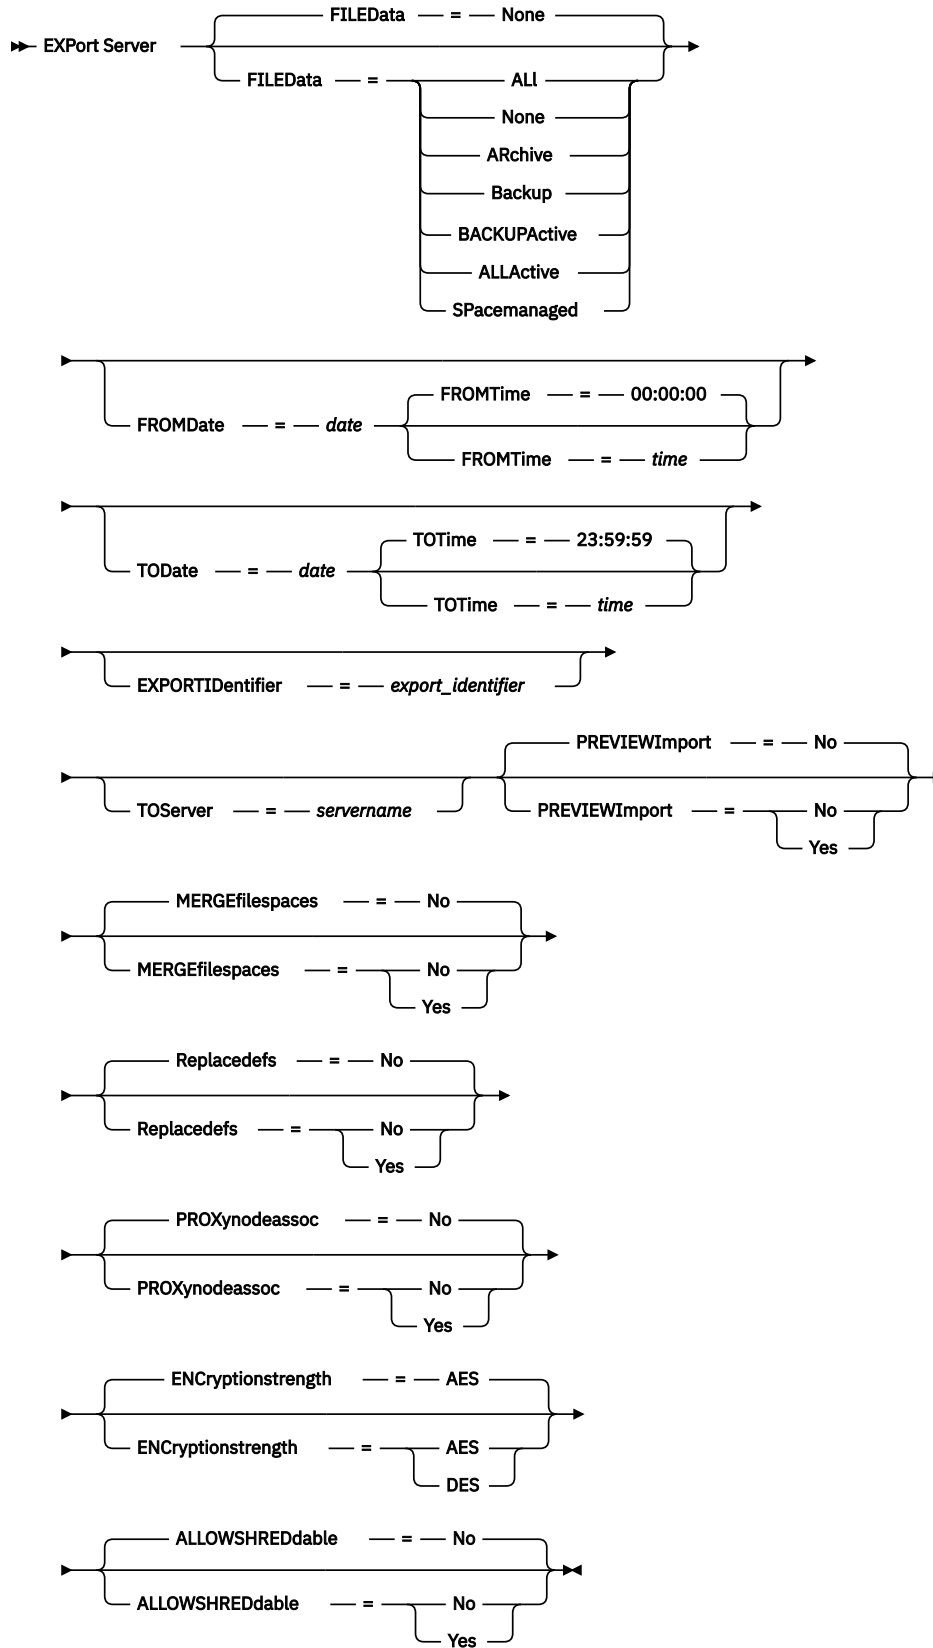 FILEData = None
EXPort Server
FILEData = ALl
None
ARchive
Backup
BACKUPActive
ALLActive
SPacemanaged
FROMTime = 00:00:00
FROMDate = date
FROMTime = time
TOTime = 23:59:59
TODate = date
TOTime = time
EXPORTIDentifier = export_identifier
PREVIEWImport = No
TOServer = servername PREVIEWImport = No
Yes
MERGEfilespaces = No
MERGEfilespaces = No
Yes
Replacedefs = No
Replacedefs = No
Yes
PROXynodeassoc = No
PROXynodeassoc = No
Yes
ENCryptionstrength = AES
ENCryptionstrength = AES
DES
ALLOWSHREDdable = No
ALLOWSHREDdable = No
Yes